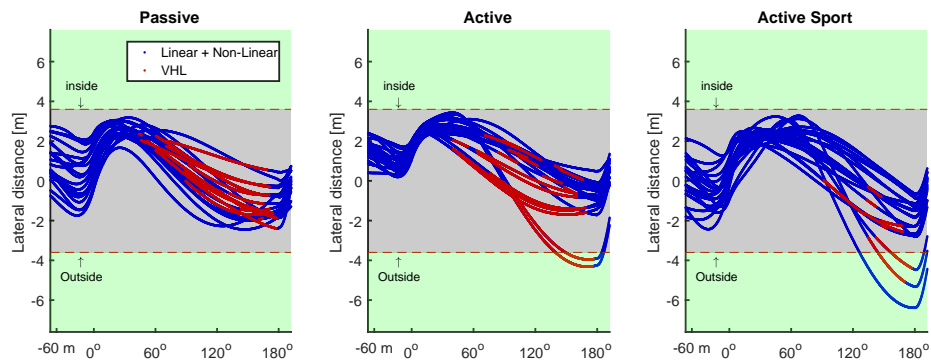 Passive
Lateral distance [m]
6
4
2
0
-2
-4
-6
Linear + Non-Linear
VHL
inside
↓
↑
Outside
-60 m
0°
60°
120°
180°
Active
Lateral distance [m]
6
4
2
0
-2
-4
-6
inside
↓
↑
Outside
-60 m
0°
60°
120°
180°
Active Sport
Lateral distance [m]
6
4
2
0
-2
-4
-6
inside
↓
↑
Outside
-60 m
0°
60°
120°
180°